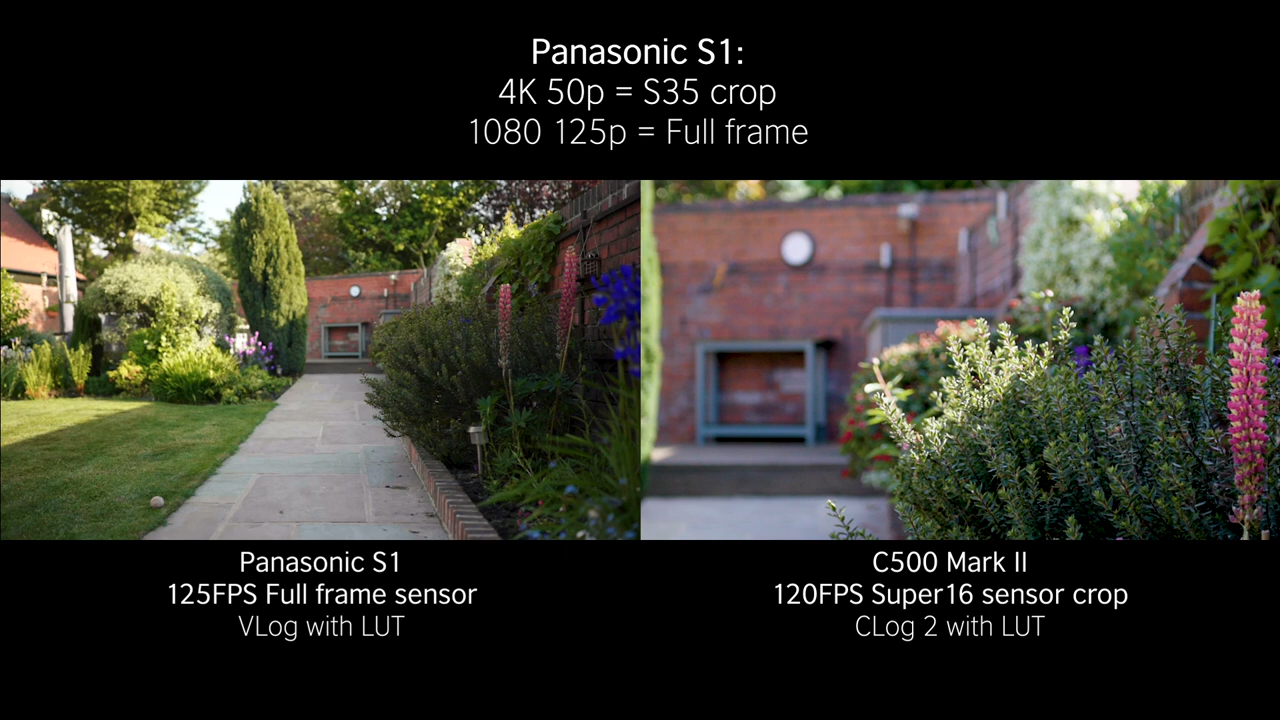 Panasonic S1:
4K 50p = S35 crop
1080 125p = Full frame
Panasonic S1
125FPS Full frame sensor
VLog with LUT
C500 Mark II
120FPS Super16 sensor crop
CLog 2 with LUT